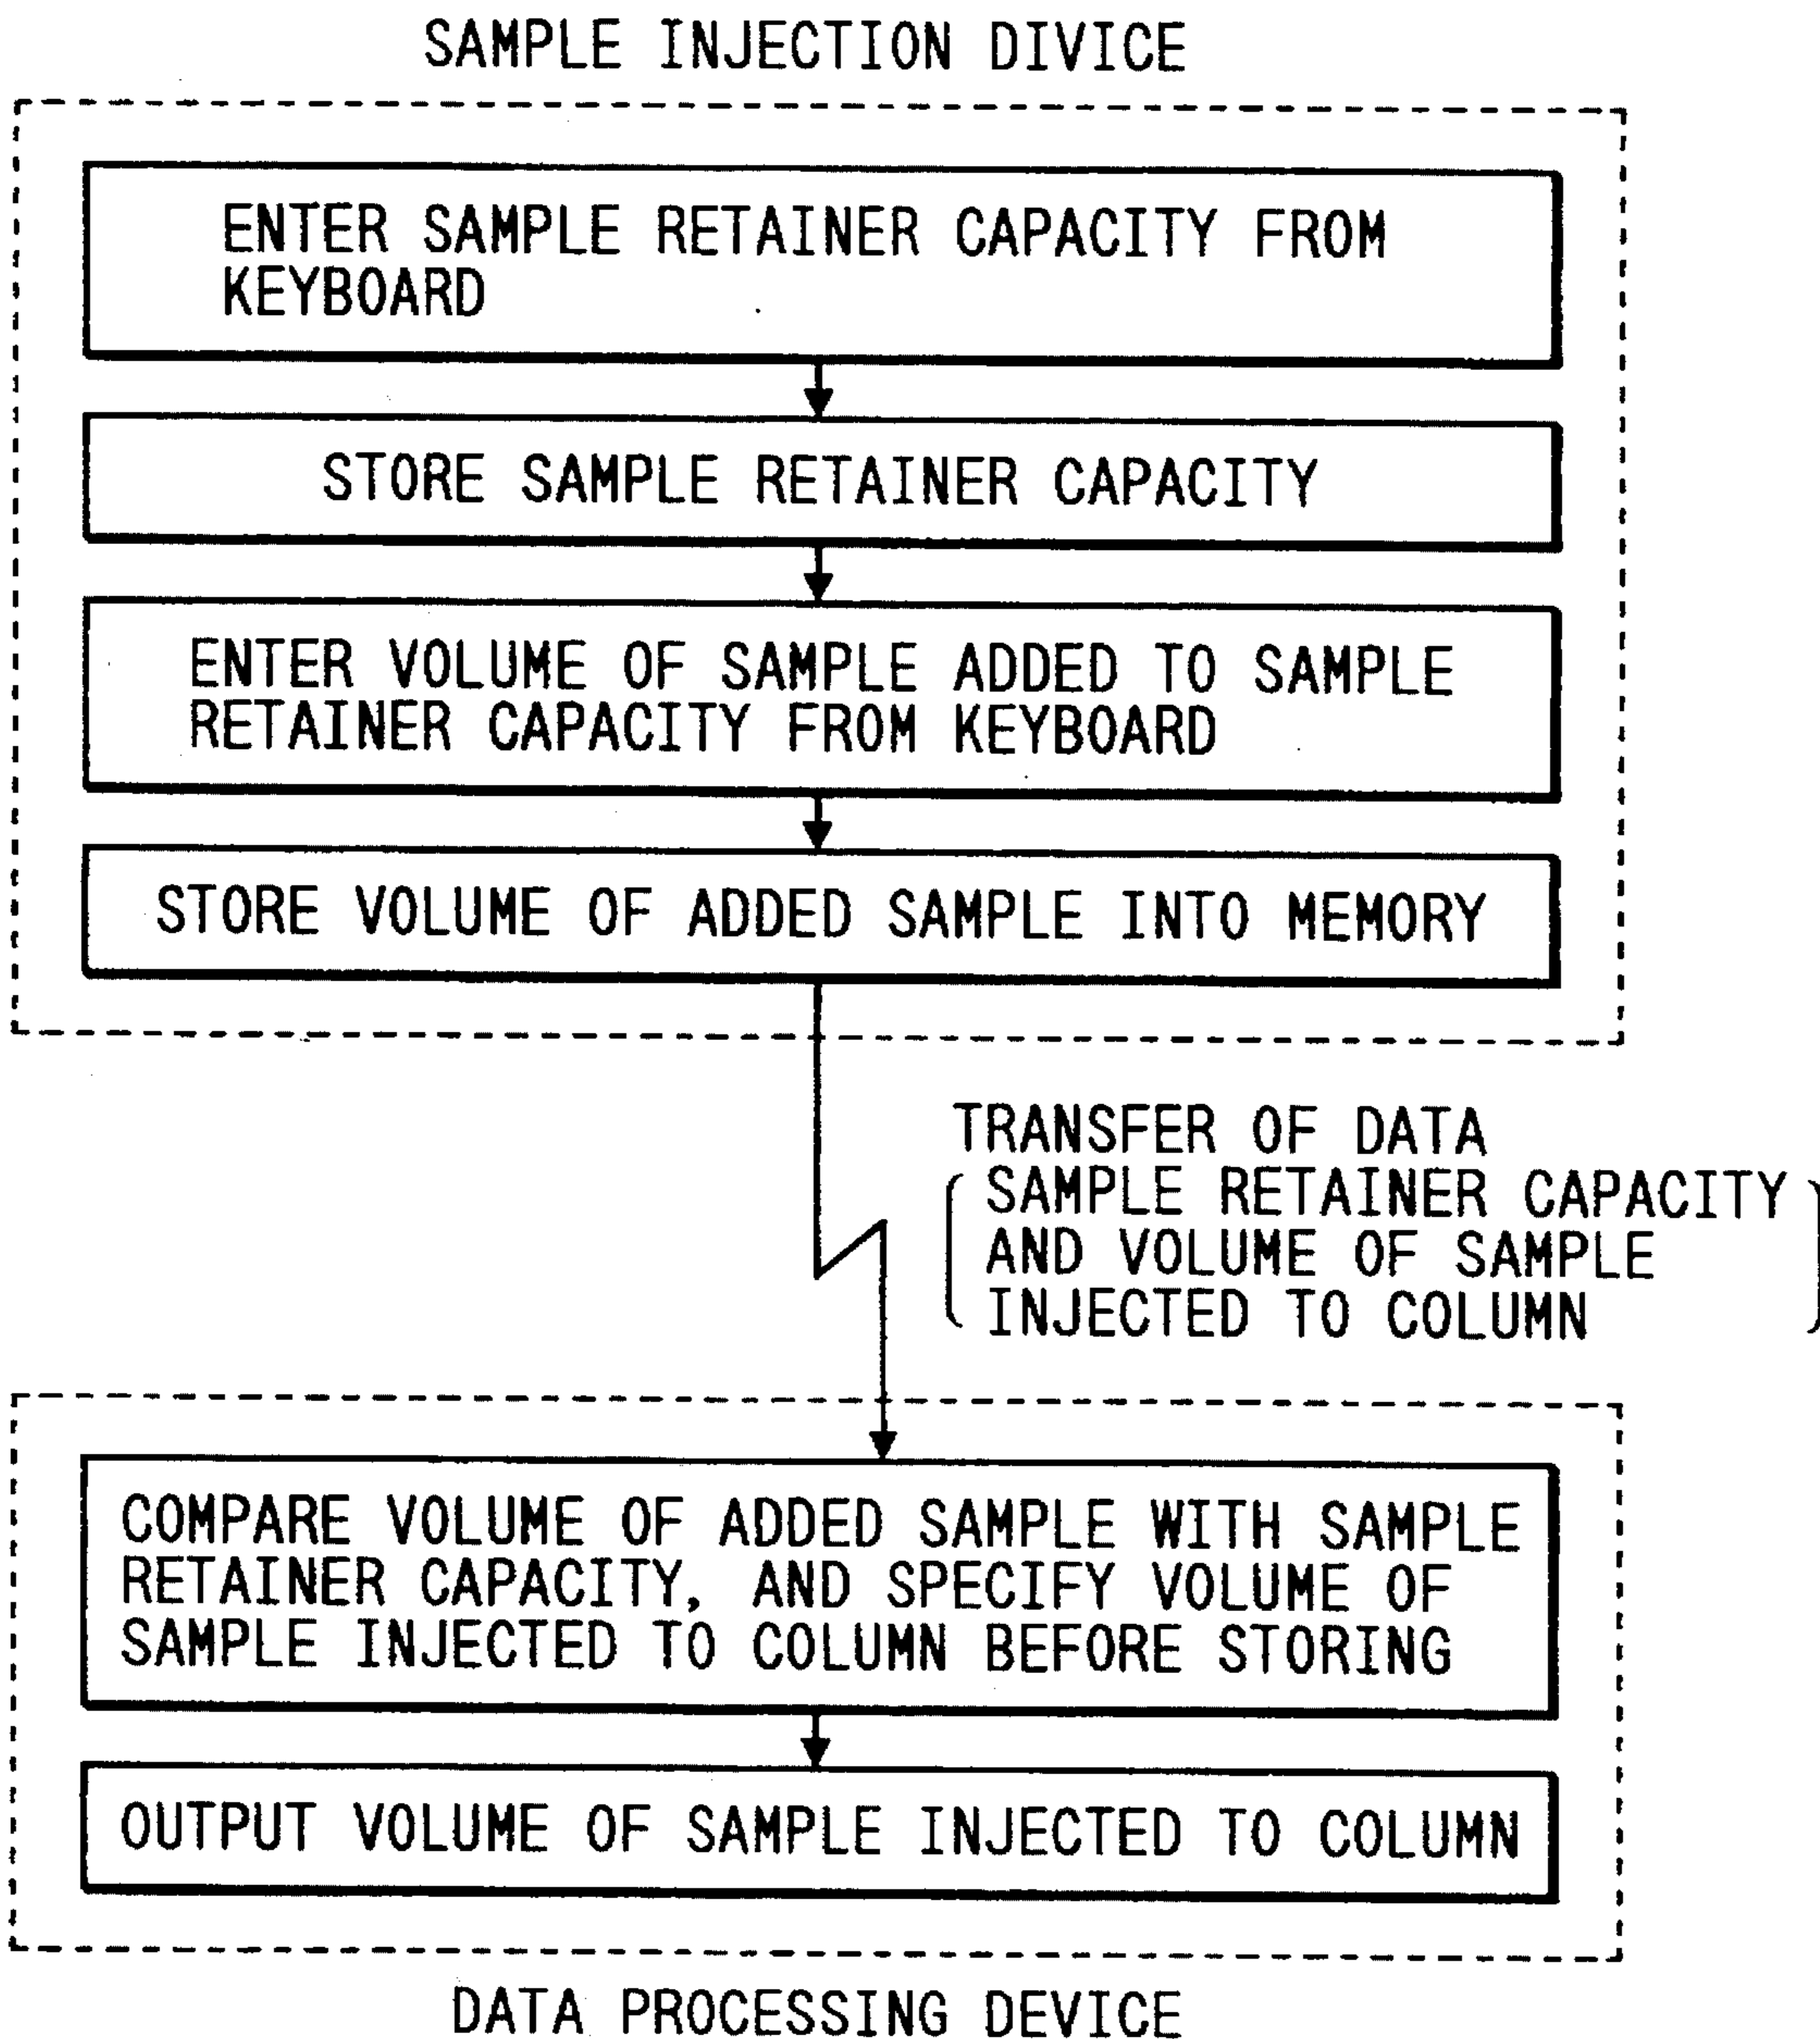 SAMPLE INJECTION DIVICE
ENTER SAMPLE RETAINER CAPACITY FROM
KEYBOARD
STORE SAMPLE RETAINER CAPACITY
ENTER VOLUME OF SAMPLE ADDED TO SAMPLE
RETAINER CAPACITY FROM KEYBOARD
STORE VOLUME OF ADDED SAMPLE INTO MEMORY
TRANSFER OF DATA
SAMPLE RETAINER CAPACITY
AND VOLUME OF SAMPLE
INJECTED TO COLUMN
COMPARE VOLUME OF ADDED SAMPLE WITH SAMPLE
RETAINER CAPACITY, AND SPECIFY VOLUME OF
SAMPLE INJECTED TO COLUMN BEFORE STORING
OUTPUT VOLUME OF SAMPLE INJECTED TO COLUMN
DATA PROCESSING DEVICE